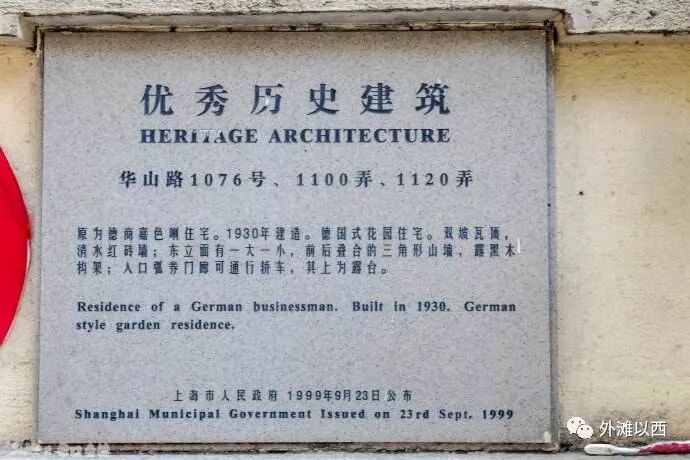 优秀历史建筑
HERITAGE ARCHITECTURE
华山路1076号、1100弄、1120弄
原为德商嘉色喇住宅。1930年建造。德国式花园住宅。双坡瓦顶，
清水红砖墙；东立面有一大一小，前后叠合的三角形山墙，露黑木
构架；入口弧券门廊可通行轿车，其上为露台。
Residence of a German businessman. Built in 1930. German
style garden residence.
上海市人民政府 1999年9月23日公布
Shanghai Municipal Government Issued on 23rd Sept. 1999
外滩以西